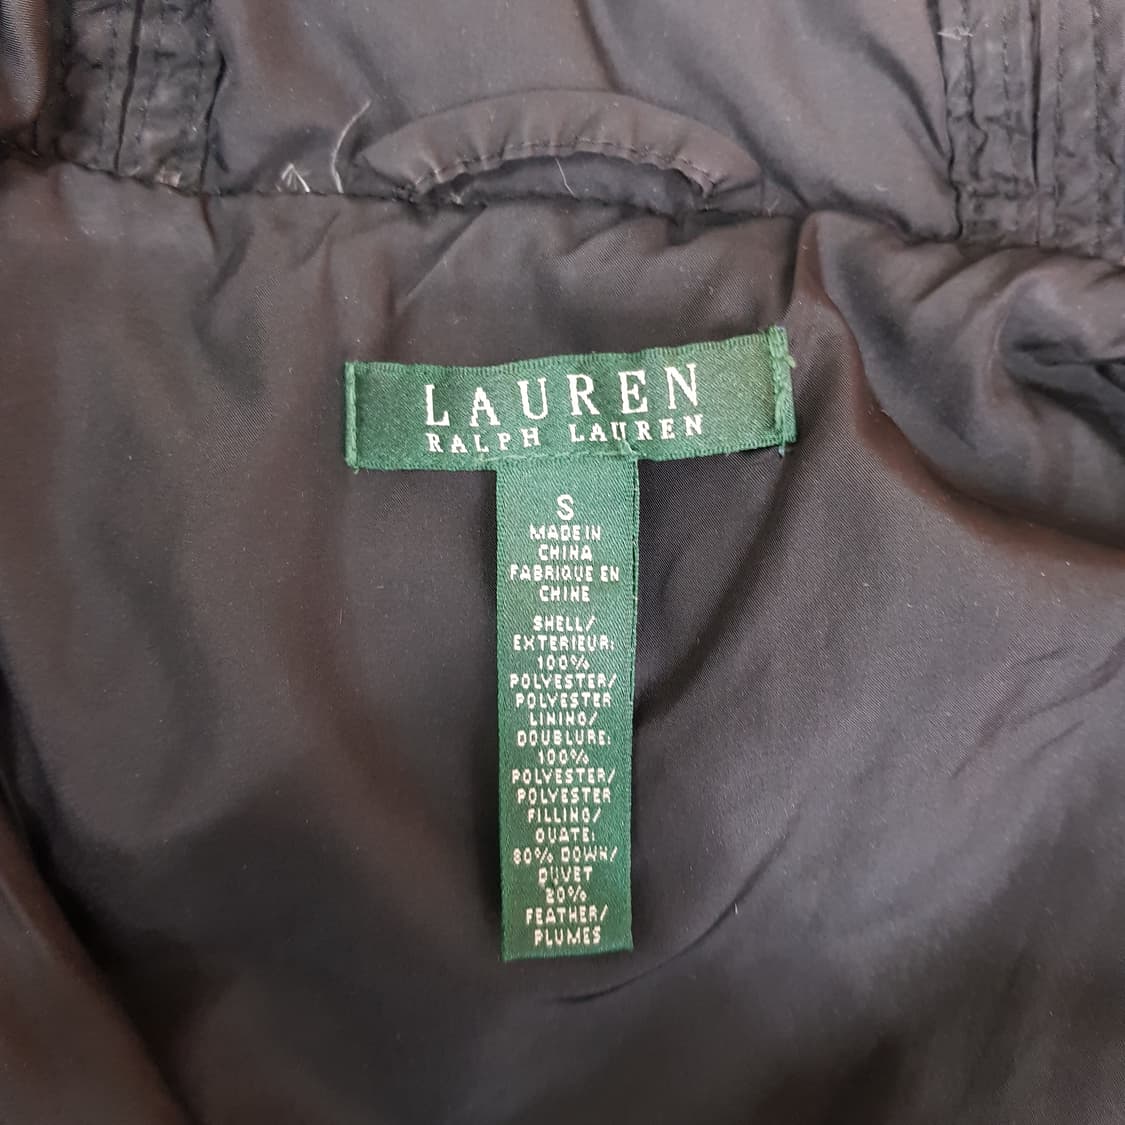 LAUREN
RALPH LAUREN
S
MADE IN
CHINA
FABRIQUE EN
CHINE
SHELL/
EXTERIEUR:
100%
POLYESTER/
POLYESTER
LINING/
DOUBLURE:
100%
POLYESTER/
POLYESTER
FILLING/
OUATE:
80% DOWN/
DUVET
20%
FEATHER/
PLUMES